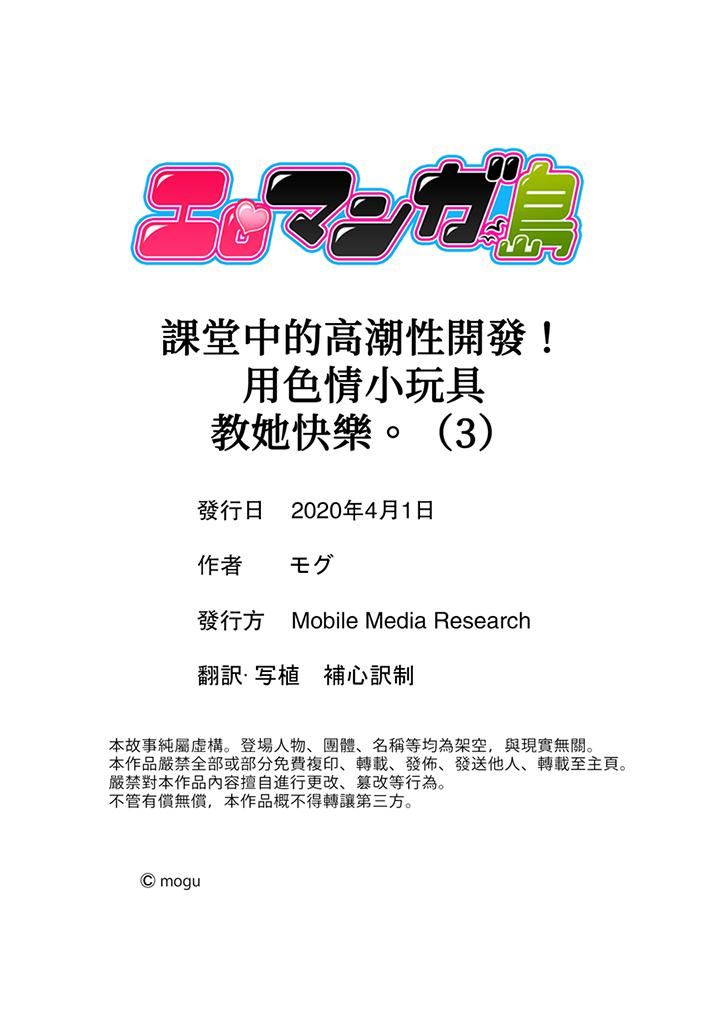 エロマンガ島
課堂中的高潮性開發！
用色情小玩具
教她快樂。（3）
發行日 2020年4月1日
作者 モグ
發行方 Mobile Media Research
翻訳· 写植 補心訳制
本故事純屬虛構。登場人物、團體、名稱等均為架空，與現實無關。
本作品嚴禁全部或部分免費複印、轉載、發佈、發送他人、轉載至主頁。
嚴禁對本作品內容擅自進行更改、篡改等行為。
不管有償無償，本作品概不得轉讓第三方。
© mogu